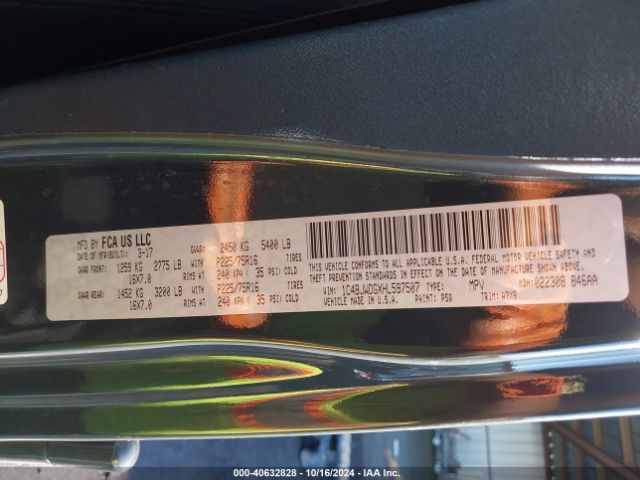 MFD BY FCA US LLC
DATE OF MFR(BUILT): 3-17 GVWR: 2450 KG 5400 LB
GAWR FRONT 1259 KG 2775 LB WITH P225/75R16 TIRES
16X7.0 RIMS AT 240 KPA( 35 PSI) COLD
GAWR REAR: 1452 KG 3200 LB WITH P225/75R16 TIRES
16X7.0 RIMS AT 240 KPA( 35 PSI) COLD
THIS VEHICLE CONFORMS TO ALL APPLICABLE U.S.A. FEDERAL MOTOR VEHICLE SAFETY,
BUMPER AND THEFT PREVENTION STANDARDS IN EFFECT ON THE DATE OF MANUFACTURE SHOWN ABOVE
VEHICLE MADE IN U.S.A. MDH: 022308 B46AA
VIN: 1C4BJWDGXHL597507 TYPE: MPV
PAINT: PSQ TRIM: A7X9
000-40632828 - 10/16/2024 - IAA Inc.